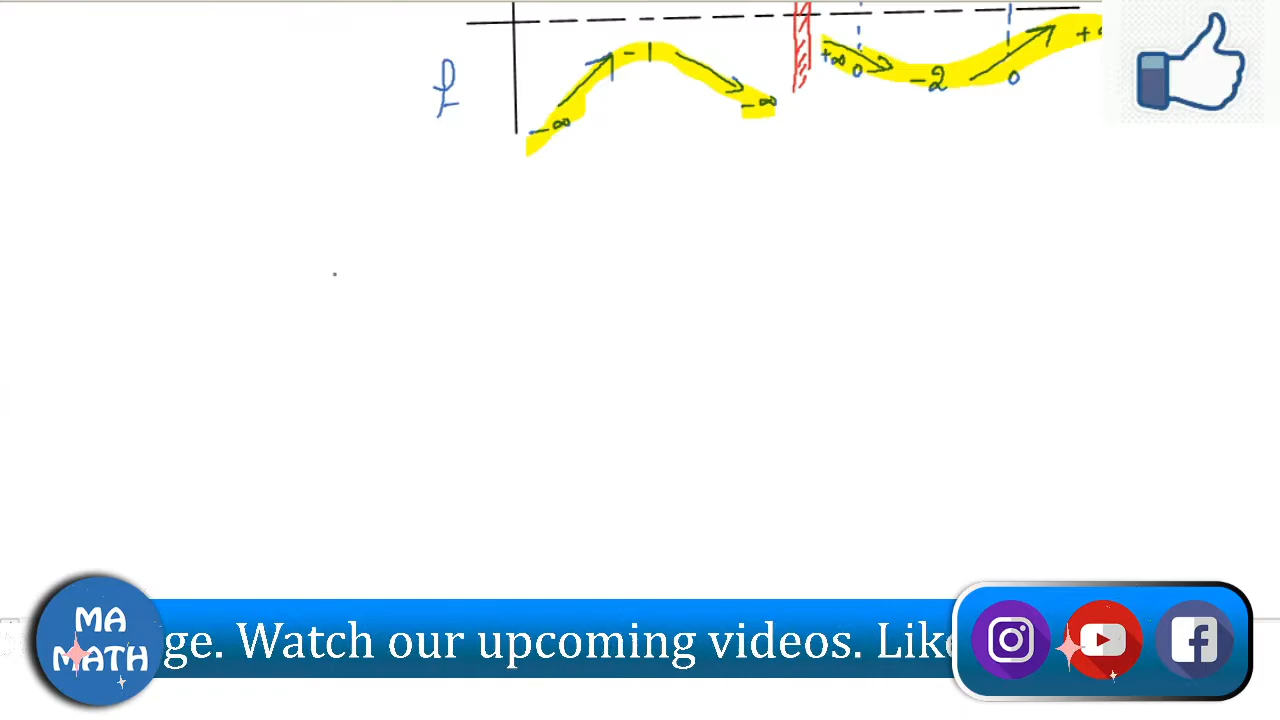 f
-∞ -1 -∞ +∞ 0 -2 0
MA
MATH
ge. Watch our upcoming videos. Like